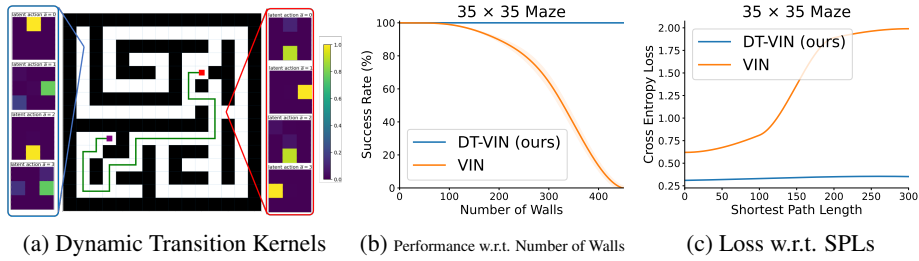 latent action ā = 0
latent action ā = 1
latent action ā = 2
latent action ā = 3
1.0
0.8
0.6
0.4
0.2
0.0
latent action ā = 0
latent action ā = 1
latent action ā = 2
latent action ā = 3
(a) Dynamic Transition Kernels
35 × 35 Maze
Success Rate (%)
100
80
60
40
20
0
DT-VIN (ours)
VIN
0 100 200 300 400
Number of Walls
(b) Performance w.r.t. Number of Walls
35 × 35 Maze
Cross Entropy Loss
2.00
1.75
1.50
1.25
1.00
0.75
0.50
0.25
DT-VIN (ours)
VIN
0 50 100 150 200 250 300
Shortest Path Length
(c) Loss w.r.t. SPLs